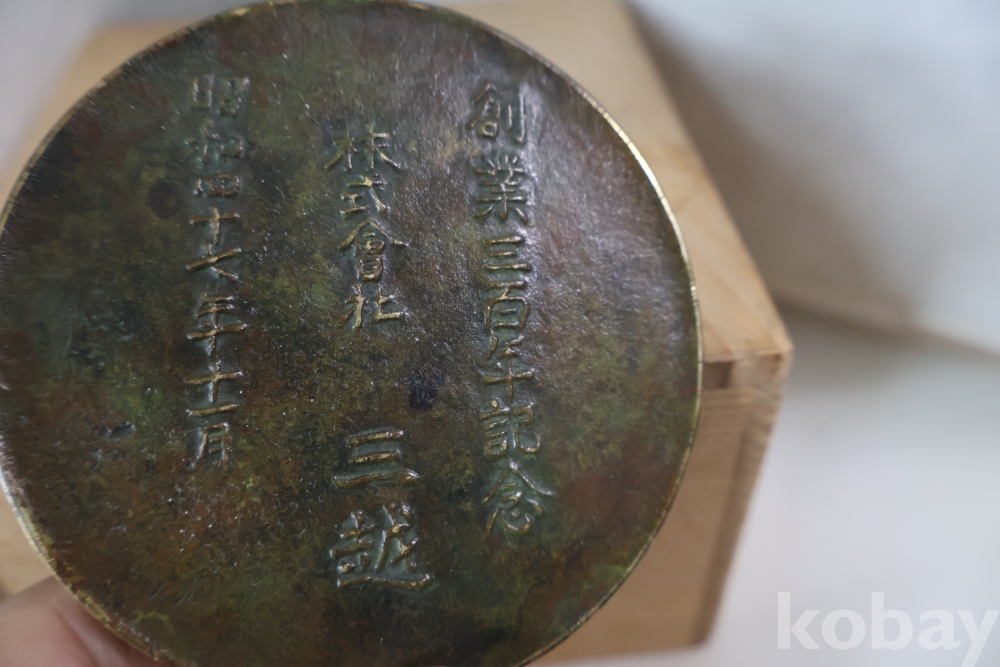 創業三百年記念
株式會社 三越
昭和四十七年十一月
kobay